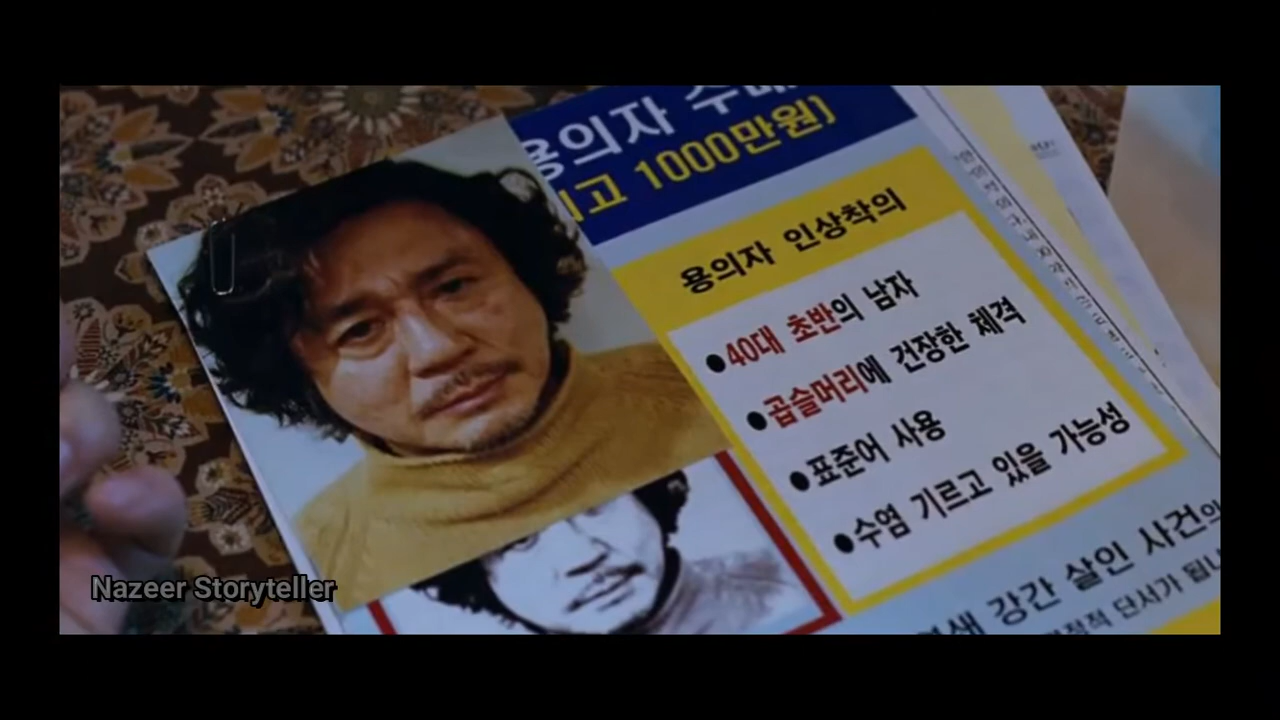 용의자
1000만원)
용의자 인상착의
●40대 초반의 남자
●곱슬머리에 건장한 체격
●표준어 사용
●수염 기르고 있을 가능성
강간 살인 사건의
단서가
Nazeer Storyteller